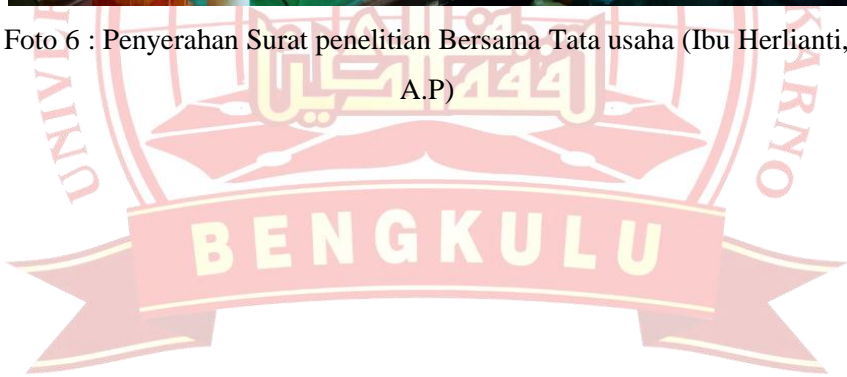 Foto 6 : Penyerahan Surat penelitian Bersama Tata usaha (Ibu Herlianti,
A.P)
BENGKULU